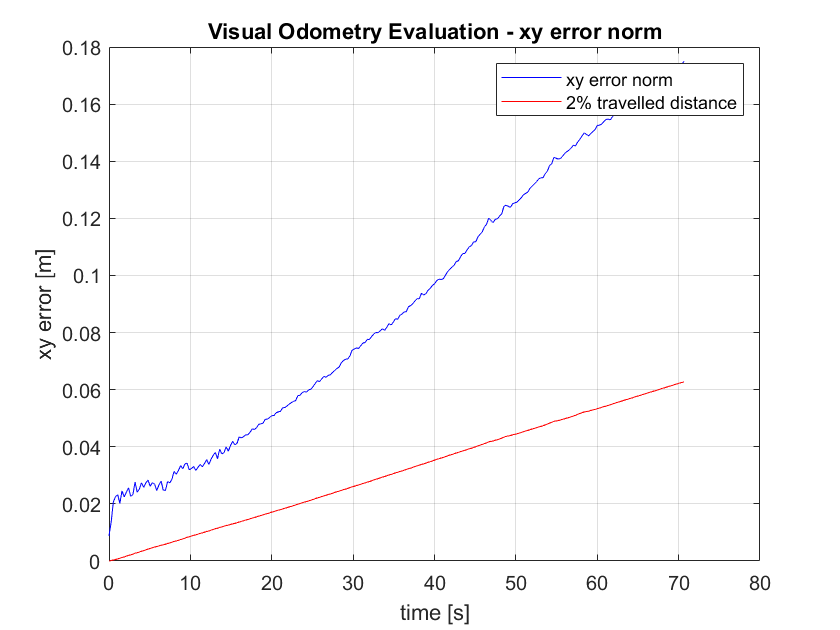 Visual Odometry Evaluation - xy error norm
xy error norm
2% travelled distance
0.18
0.16
0.14
0.12
0.1
0.08
0.06
0.04
0.02
0
xy error [m]
0 10 20 30 40 50 60 70 80
time [s]